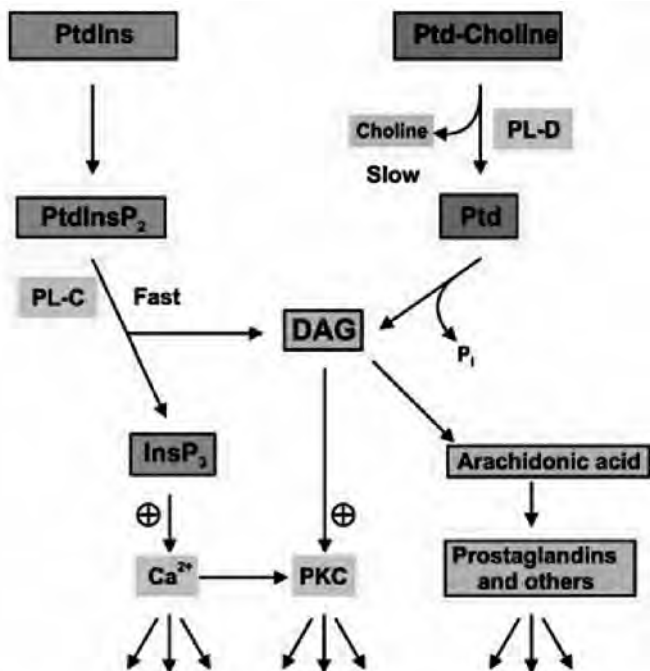 PtdIns
Ptd-Choline
Choline
PL-D
Slow
PtdInsP₂
Ptd
PL-C
Fast
DAG
Pᵢ
InsP₃
Arachidonic acid
⊕
⊕
Ca²⁺
PKC
Prostaglandins
and others